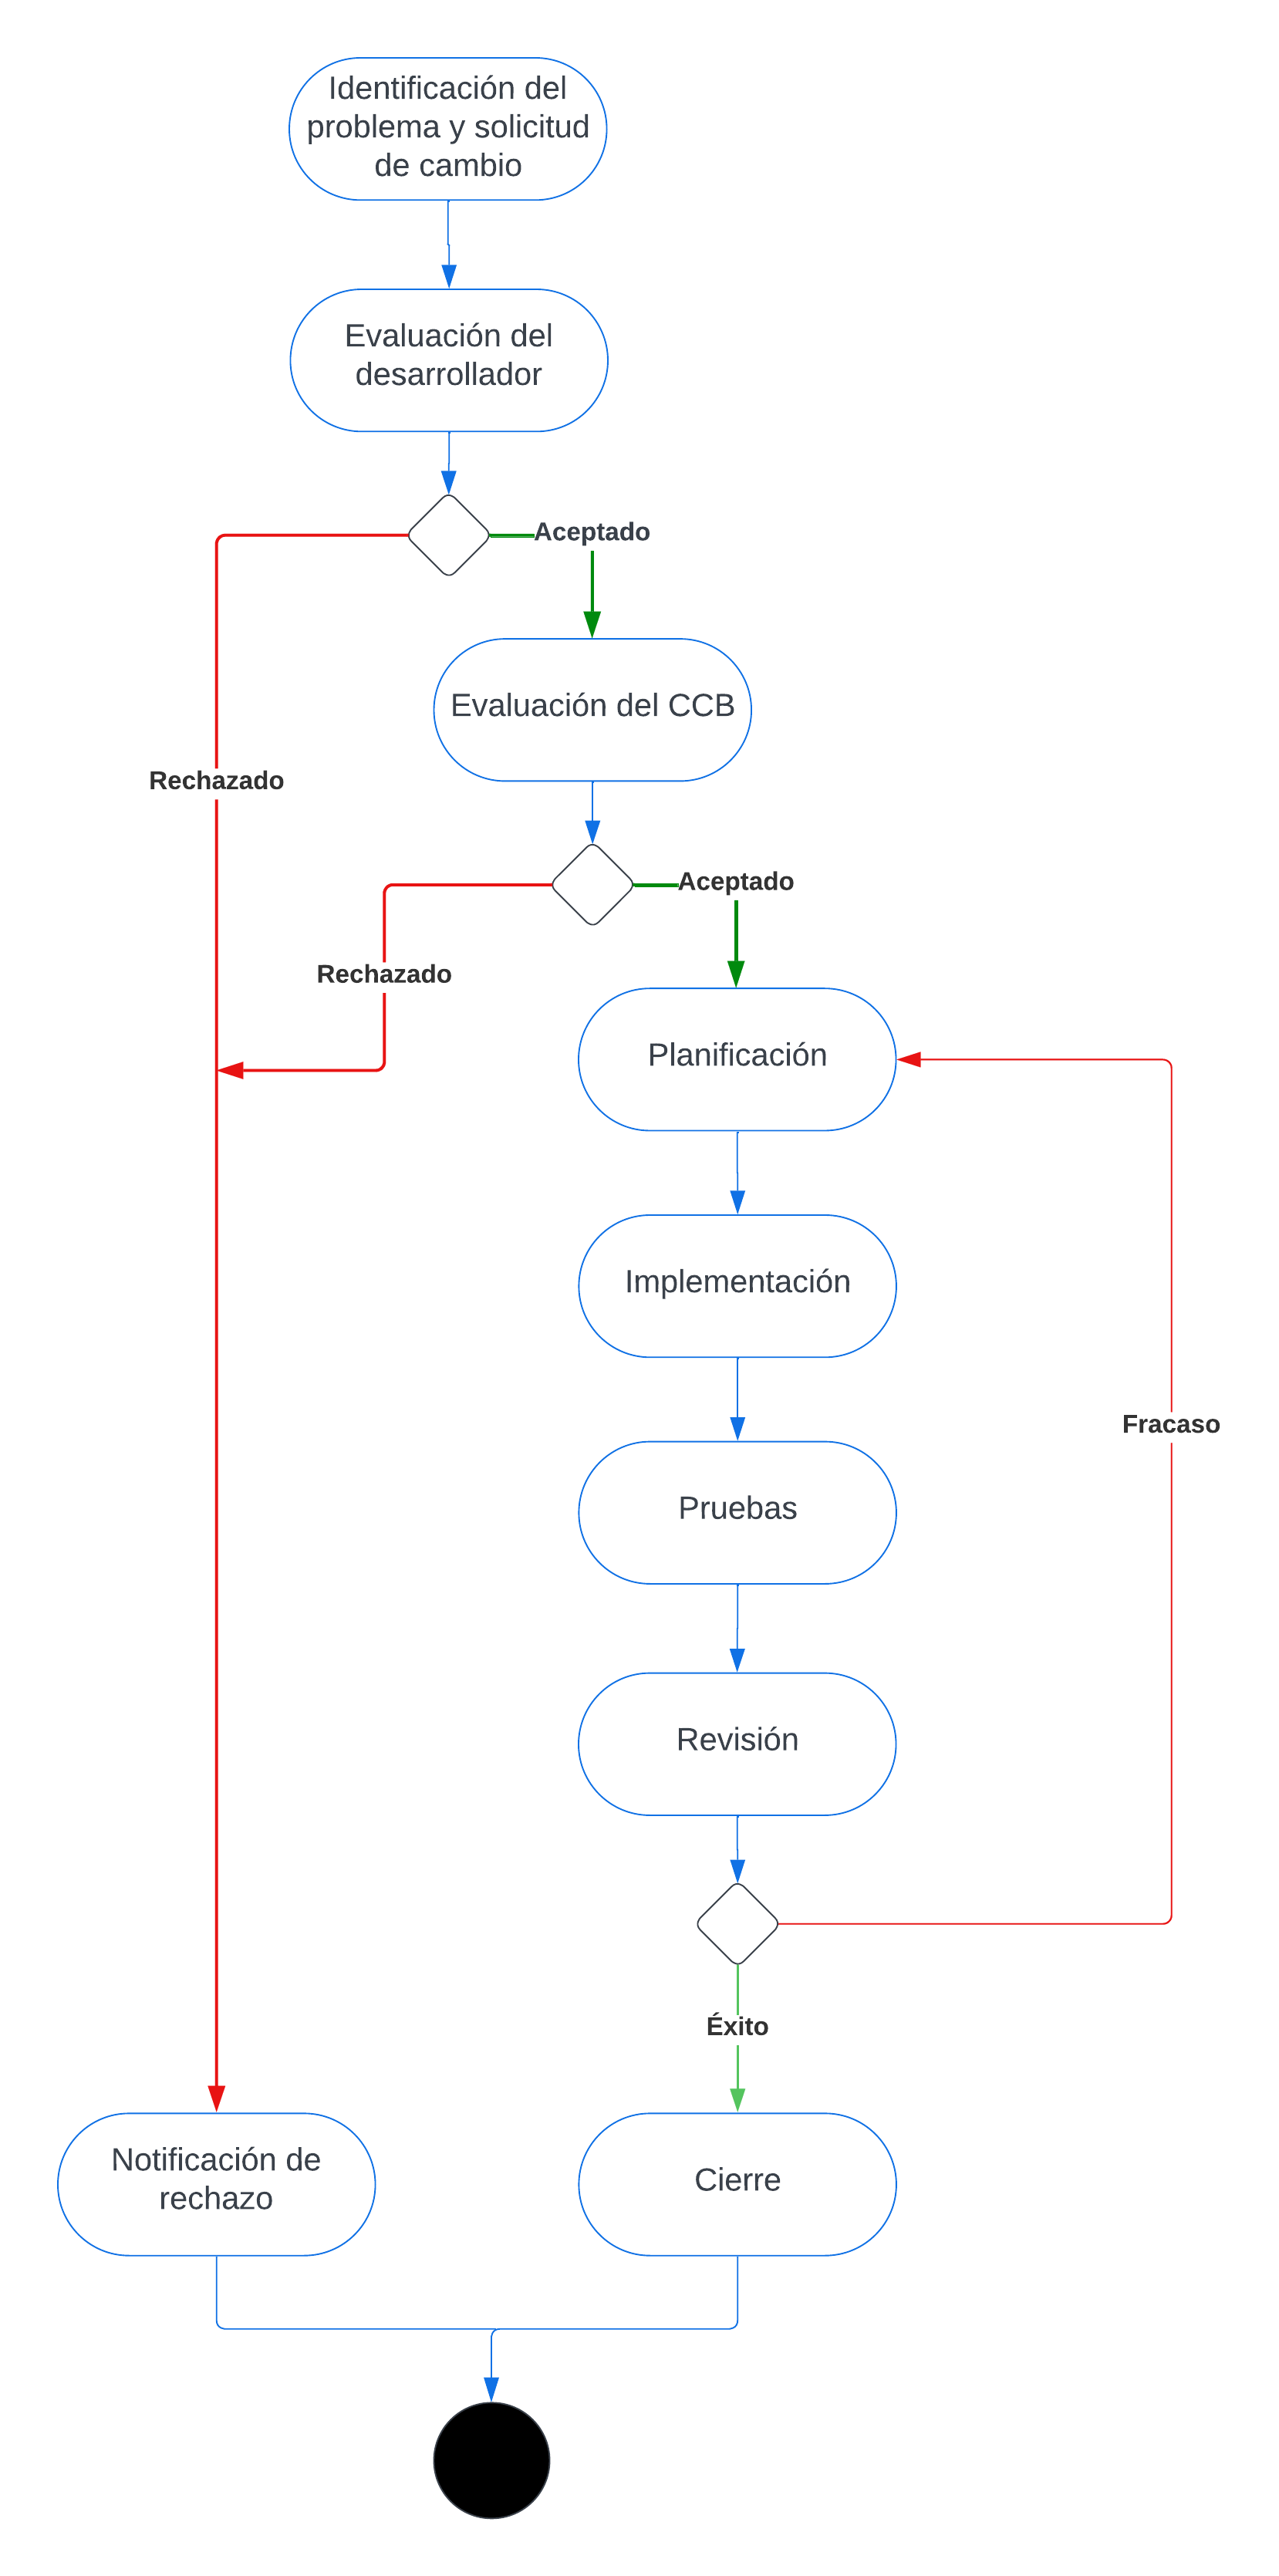 Identificación del
problema y solicitud
de cambio
Evaluación del
desarrollador
Aceptado
Evaluación del CCB
Rechazado
Aceptado
Rechazado
Planificación
Implementación
Fracaso
Pruebas
Revisión
Éxito
Notificación de
rechazo
Cierre